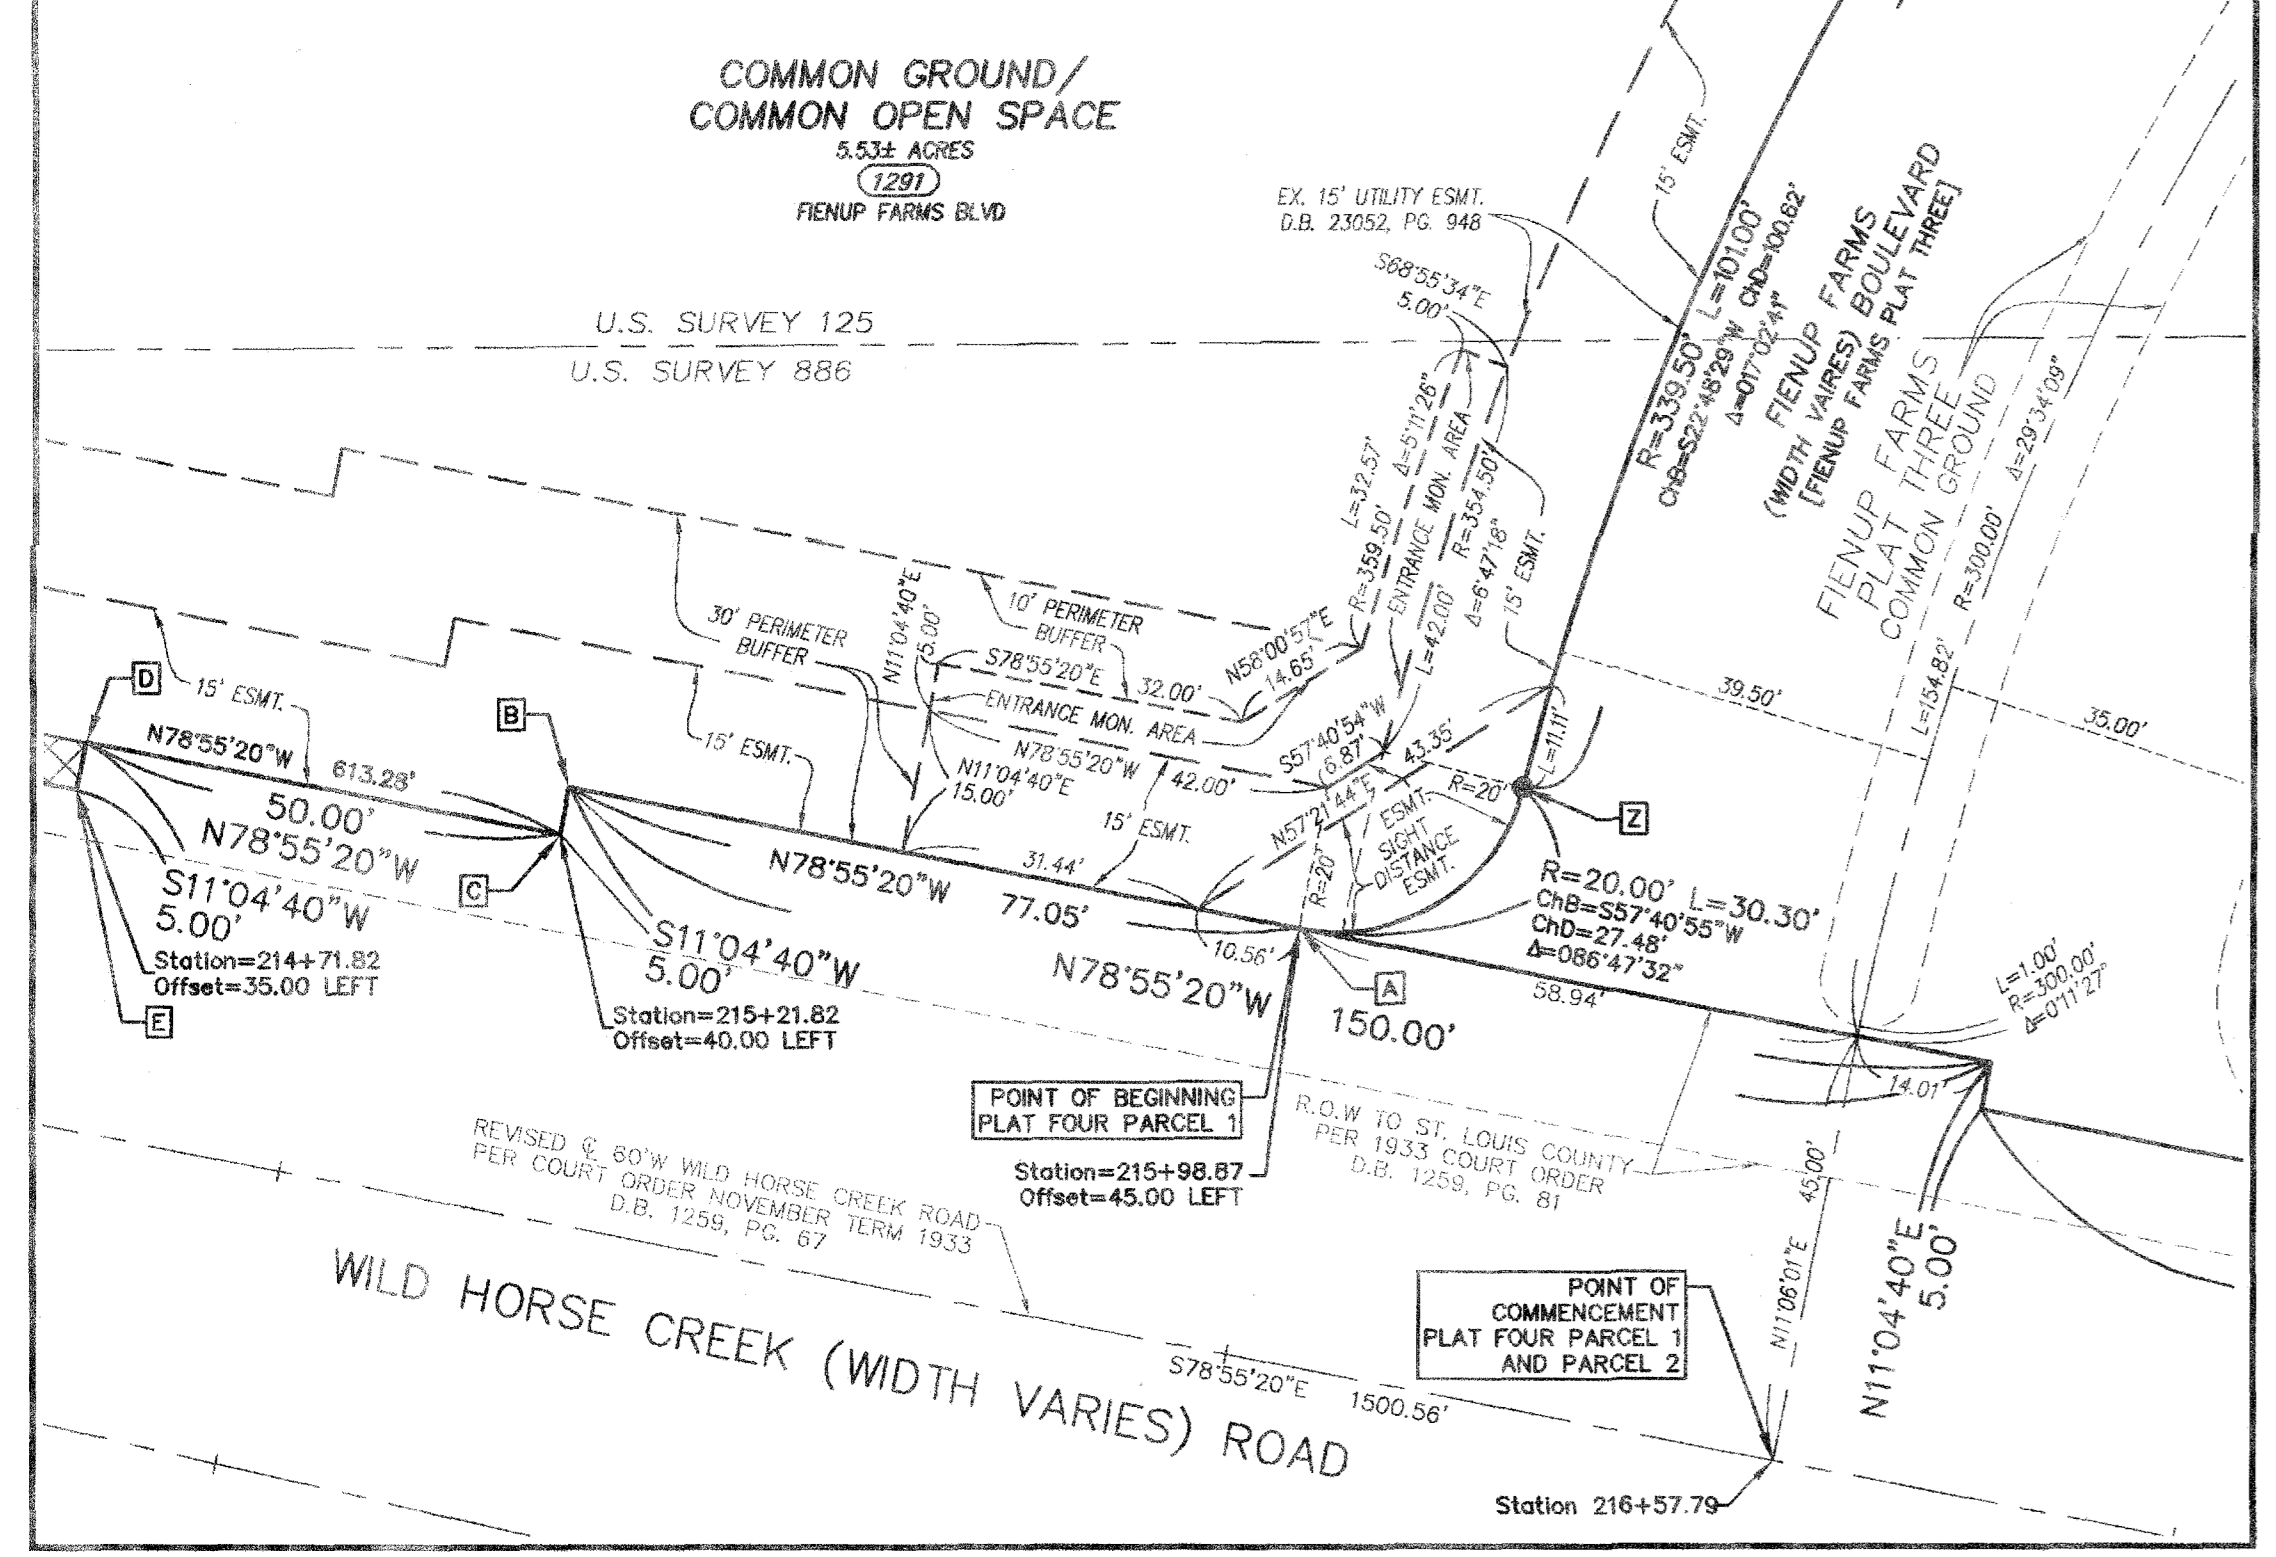 COMMON GROUND/
COMMON OPEN SPACE
5.53± ACRES
1291
FIENUP FARMS BLVD
U.S. SURVEY 125
U.S. SURVEY 886
EX. 15' UTILITY ESMT.
D.B. 23052, PG. 948
S68°55'34"E
5.00'
15' ESMT.
R=339.50' L=101.00'
ChB=S22°48'29"W ChD=100.62'
Δ=017°02'41"
FIENUP FARMS
(WIDTH VAIRES) BOULEVARD
[FIENUP FARMS PLAT THREE]
FIENUP FARMS
PLAT THREE
COMMON GROUND
Δ=29°34'09"
R=300.00'
L=154.82'
L=32.57'
Δ=5°11'26"
R=359.50'
ENTRANCE MON. AREA
R=354.50'
L=42.00'
Δ=6°47'18"
15' ESMT.
30' PERIMETER
BUFFER
10' PERIMETER
BUFFER
N11°04'40"E
5.00'
S78°55'20"E
32.00'
N58°00'57"E
14.65'
ENTRANCE MON. AREA
N78°55'20"W
42.00'
N11°04'40"E
15.00'
S57°40'54"W
6.87'
43.35'
N57°21'44"E
L=11.11'
39.50'
35.00'
R=20'
R=20'
ESMT.
SIGHT
DISTANCE
ESMT.
Z
D
15' ESMT.
B
15' ESMT.
15' ESMT.
N78°55'20"W
613.28'
50.00'
N78°55'20"W
S11°04'40"W
5.00'
Station=214+71.82
Offset=35.00 LEFT
E
C
N78°55'20"W
77.05'
31.44'
S11°04'40"W
5.00'
Station=215+21.82
Offset=40.00 LEFT
10.56'
N78°55'20"W
150.00'
A
58.94'
R=20.00' L=30.30'
ChB=S57°40'55"W
ChD=27.48'
Δ=086°47'32"
L=1.00'
R=300.00'
Δ=0°11'27"
14.01'
POINT OF BEGINNING
PLAT FOUR PARCEL 1
Station=215+98.87
Offset=45.00 LEFT
R.O.W TO ST. LOUIS COUNTY
PER 1933 COURT ORDER
D.B. 1259, PG. 81
REVISED ℄ 60'W WILD HORSE CREEK ROAD
PER COURT ORDER NOVEMBER TERM 1933
D.B. 1259, PG. 67
45.00'
N11°06'01"E
N11°04'40"E
5.00'
POINT OF
COMMENCEMENT
PLAT FOUR PARCEL 1
AND PARCEL 2
WILD HORSE CREEK (WIDTH VARIES) ROAD
S78°55'20"E 1500.56'
Station 216+57.79